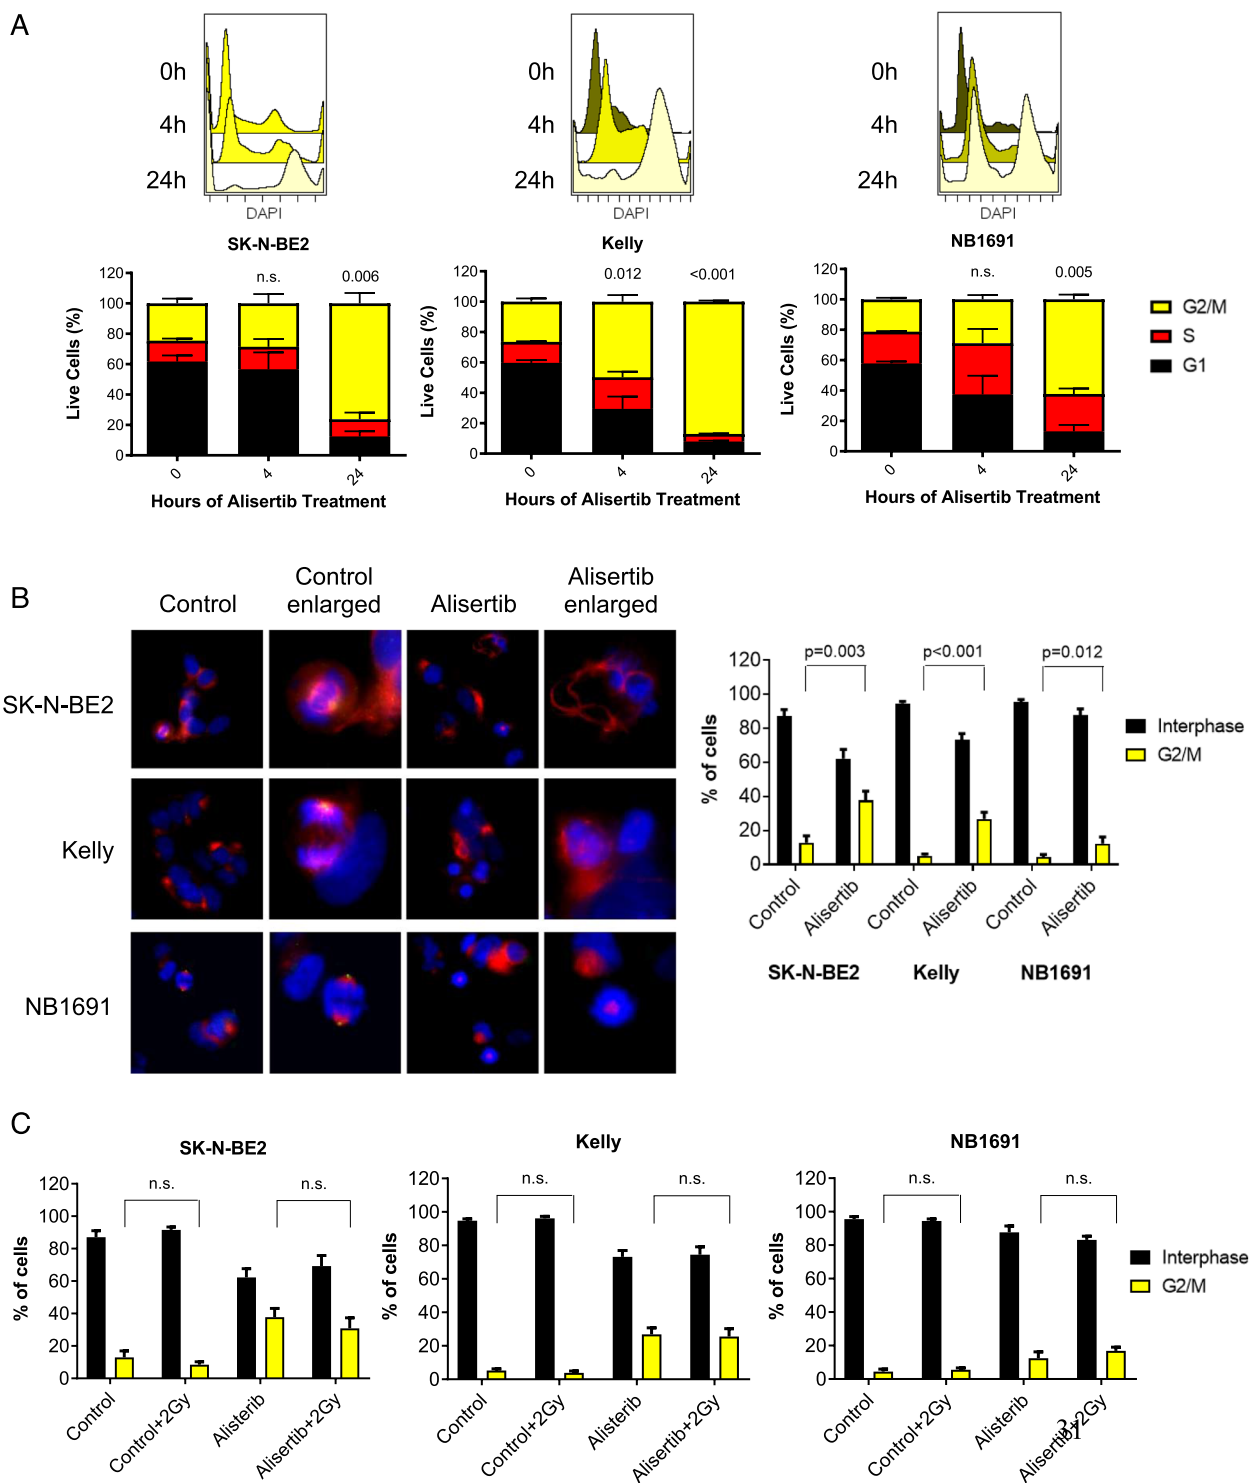 A
0h
4h
24h
DAPI
0h
4h
24h
DAPI
0h
4h
24h
DAPI
SK-N-BE2
Live Cells (%)
120
100
80
60
40
20
0
n.s.
0.006
0
4
24
Hours of Alisertib Treatment
Kelly
Live Cells (%)
120
100
80
60
40
20
0
0.012
<0.001
0
4
24
Hours of Alisertib Treatment
NB1691
Live Cells (%)
120
100
80
60
40
20
0
n.s.
0.005
0
4
24
Hours of Alisertib Treatment
G2/M
S
G1
B
Control
Control
enlarged
Alisertib
Alisertib
enlarged
SK-N-BE2
Kelly
NB1691
% of cells
120
100
80
60
40
20
0
p=0.003
p<0.001
p=0.012
Interphase
G2/M
Control
Alisertib
Control
Alisertib
Control
Alisertib
SK-N-BE2
Kelly
NB1691
C
SK-N-BE2
% of cells
120
100
80
60
40
20
0
n.s.
n.s.
Control
Control+2Gy
Alisterib
Alisertib+2Gy
Kelly
% of cells
120
100
80
60
40
20
0
n.s.
n.s.
Control
Control+2Gy
Alisterib
Alisertib+2Gy
NB1691
% of cells
120
100
80
60
40
20
0
n.s.
n.s.
Control
Control+2Gy
Alisterib
Alisertib+2Gy
Interphase
G2/M
31